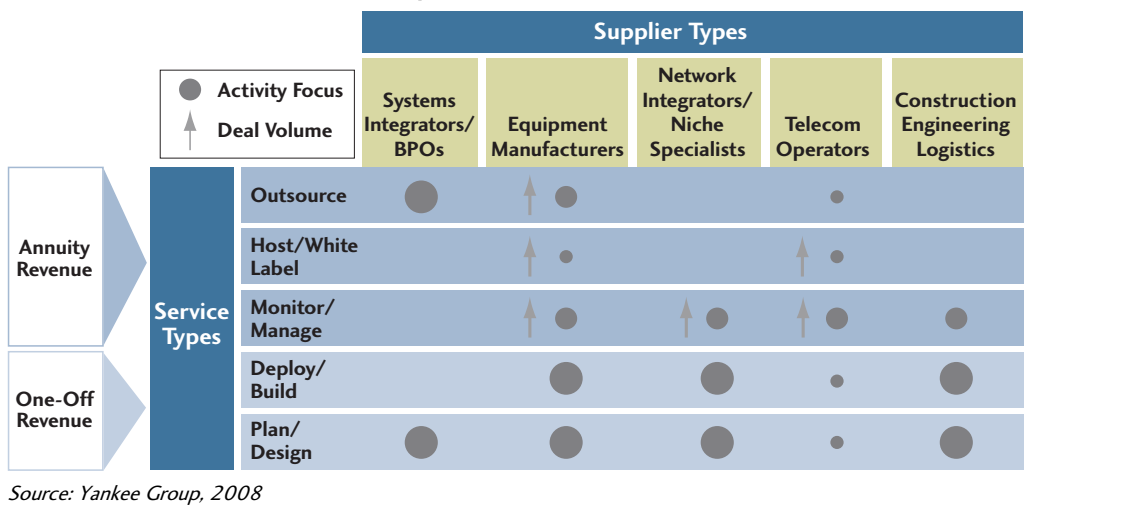 Supplier Types
Activity Focus
Deal Volume
Systems
Integrators/
BPOs
Equipment
Manufacturers
Network
Integrators/
Niche
Specialists
Telecom
Operators
Construction
Engineering
Logistics
Annuity
Revenue
One-Off
Revenue
Service
Types
Outsource
Host/White
Label
Monitor/
Manage
Deploy/
Build
Plan/
Design
Source: Yankee Group, 2008